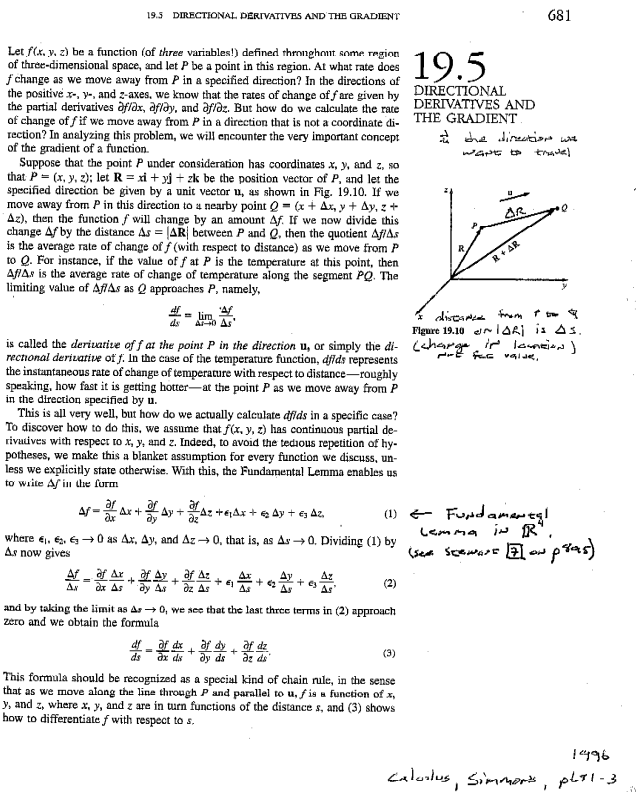 19.5 DIRECTIONAL DERIVATIVES AND THE GRADIENT
681
Let f(x, y, z) be a function (of three variables!) defined throughout some region
of three-dimensional space, and let P be a point in this region. At what rate does
f change as we move away from P in a specified direction? In the directions of
the positive x-, y-, and z-axes, we know that the rates of change of f are given by
the partial derivatives ∂f/∂x, ∂f/∂y, and ∂f/∂z. But how do we calculate the rate
of change of f if we move away from P in a direction that is not a coordinate di-
rection? In analyzing this problem, we will encounter the very important concept
of the gradient of a function.
Suppose that the point P under consideration has coordinates x, y, and z, so
that P = (x, y, z); let R = xi + yj + zk be the position vector of P, and let the
specified direction be given by a unit vector u, as shown in Fig. 19.10. If we
move away from P in this direction to a nearby point Q = (x + Δx, y + Δy, z +
Δz), then the function f will change by an amount Δf. If we now divide this
change Δf by the distance Δs = |ΔR| between P and Q, then the quotient Δf/Δs
is the average rate of change of f (with respect to distance) as we move from P
to Q. For instance, if the value of f at P is the temperature at this point, then
Δf/Δs is the average rate of change of temperature along the segment PQ. The
limiting value of Δf/Δs as Q approaches P, namely,
df/ds = lim Δs→0 Δf/Δs,
is called the derivative of f at the point P in the direction u, or simply the di-
rectional derivative of f. In the case of the temperature function, df/ds represents
the instantaneous rate of change of temperature with respect to distance—roughly
speaking, how fast it is getting hotter—at the point P as we move away from P
in the direction specified by u.
This is all very well, but how do we actually calculate df/ds in a specific case?
To discover how to do this, we assume that f(x, y, z) has continuous partial de-
rivatives with respect to x, y, and z. Indeed, to avoid the tedious repetition of hy-
potheses, we make this a blanket assumption for every function we discuss, un-
less we explicitly state otherwise. With this, the Fundamental Lemma enables us
to write Δf in the form
Δf = ∂f/∂x Δx + ∂f/∂y Δy + ∂f/∂z Δz + ϵ₁Δx + ϵ₂ Δy + ϵ₃ Δz, (1)
where ϵ₁, ϵ₂, ϵ₃ → 0 as Δx, Δy, and Δz → 0, that is, as Δs → 0. Dividing (1) by
Δs now gives
Δf/Δs = ∂f/∂x Δx/Δs + ∂f/∂y Δy/Δs + ∂f/∂z Δz/Δs + ϵ₁ Δx/Δs + ϵ₂ Δy/Δs + ϵ₃ Δz/Δs, (2)
and by taking the limit as Δs → 0, we see that the last three terms in (2) approach
zero and we obtain the formula
df/ds = ∂f/∂x dx/ds + ∂f/∂y dy/ds + ∂f/∂z dz/ds. (3)
This formula should be recognized as a special kind of chain rule, in the sense
that as we move along the line through P and parallel to u, f is a function of x,
y, and z, where x, y, and z are in turn functions of the distance s, and (3) shows
how to differentiate f with respect to s.
19.5
DIRECTIONAL
DERIVATIVES AND
THE GRADIENT
the direction we
want to travel
z
u
ΔR
Q
P
R
R + ΔR
y
x
distance from P to Q
Figure 19.10 or |ΔR| is Δs.
(change in location)
not fcc value.
← Fundamental
Lemma in R⁴.
(see Stewart 7 on p895)
1996
Calculus, Simmons, p681-3